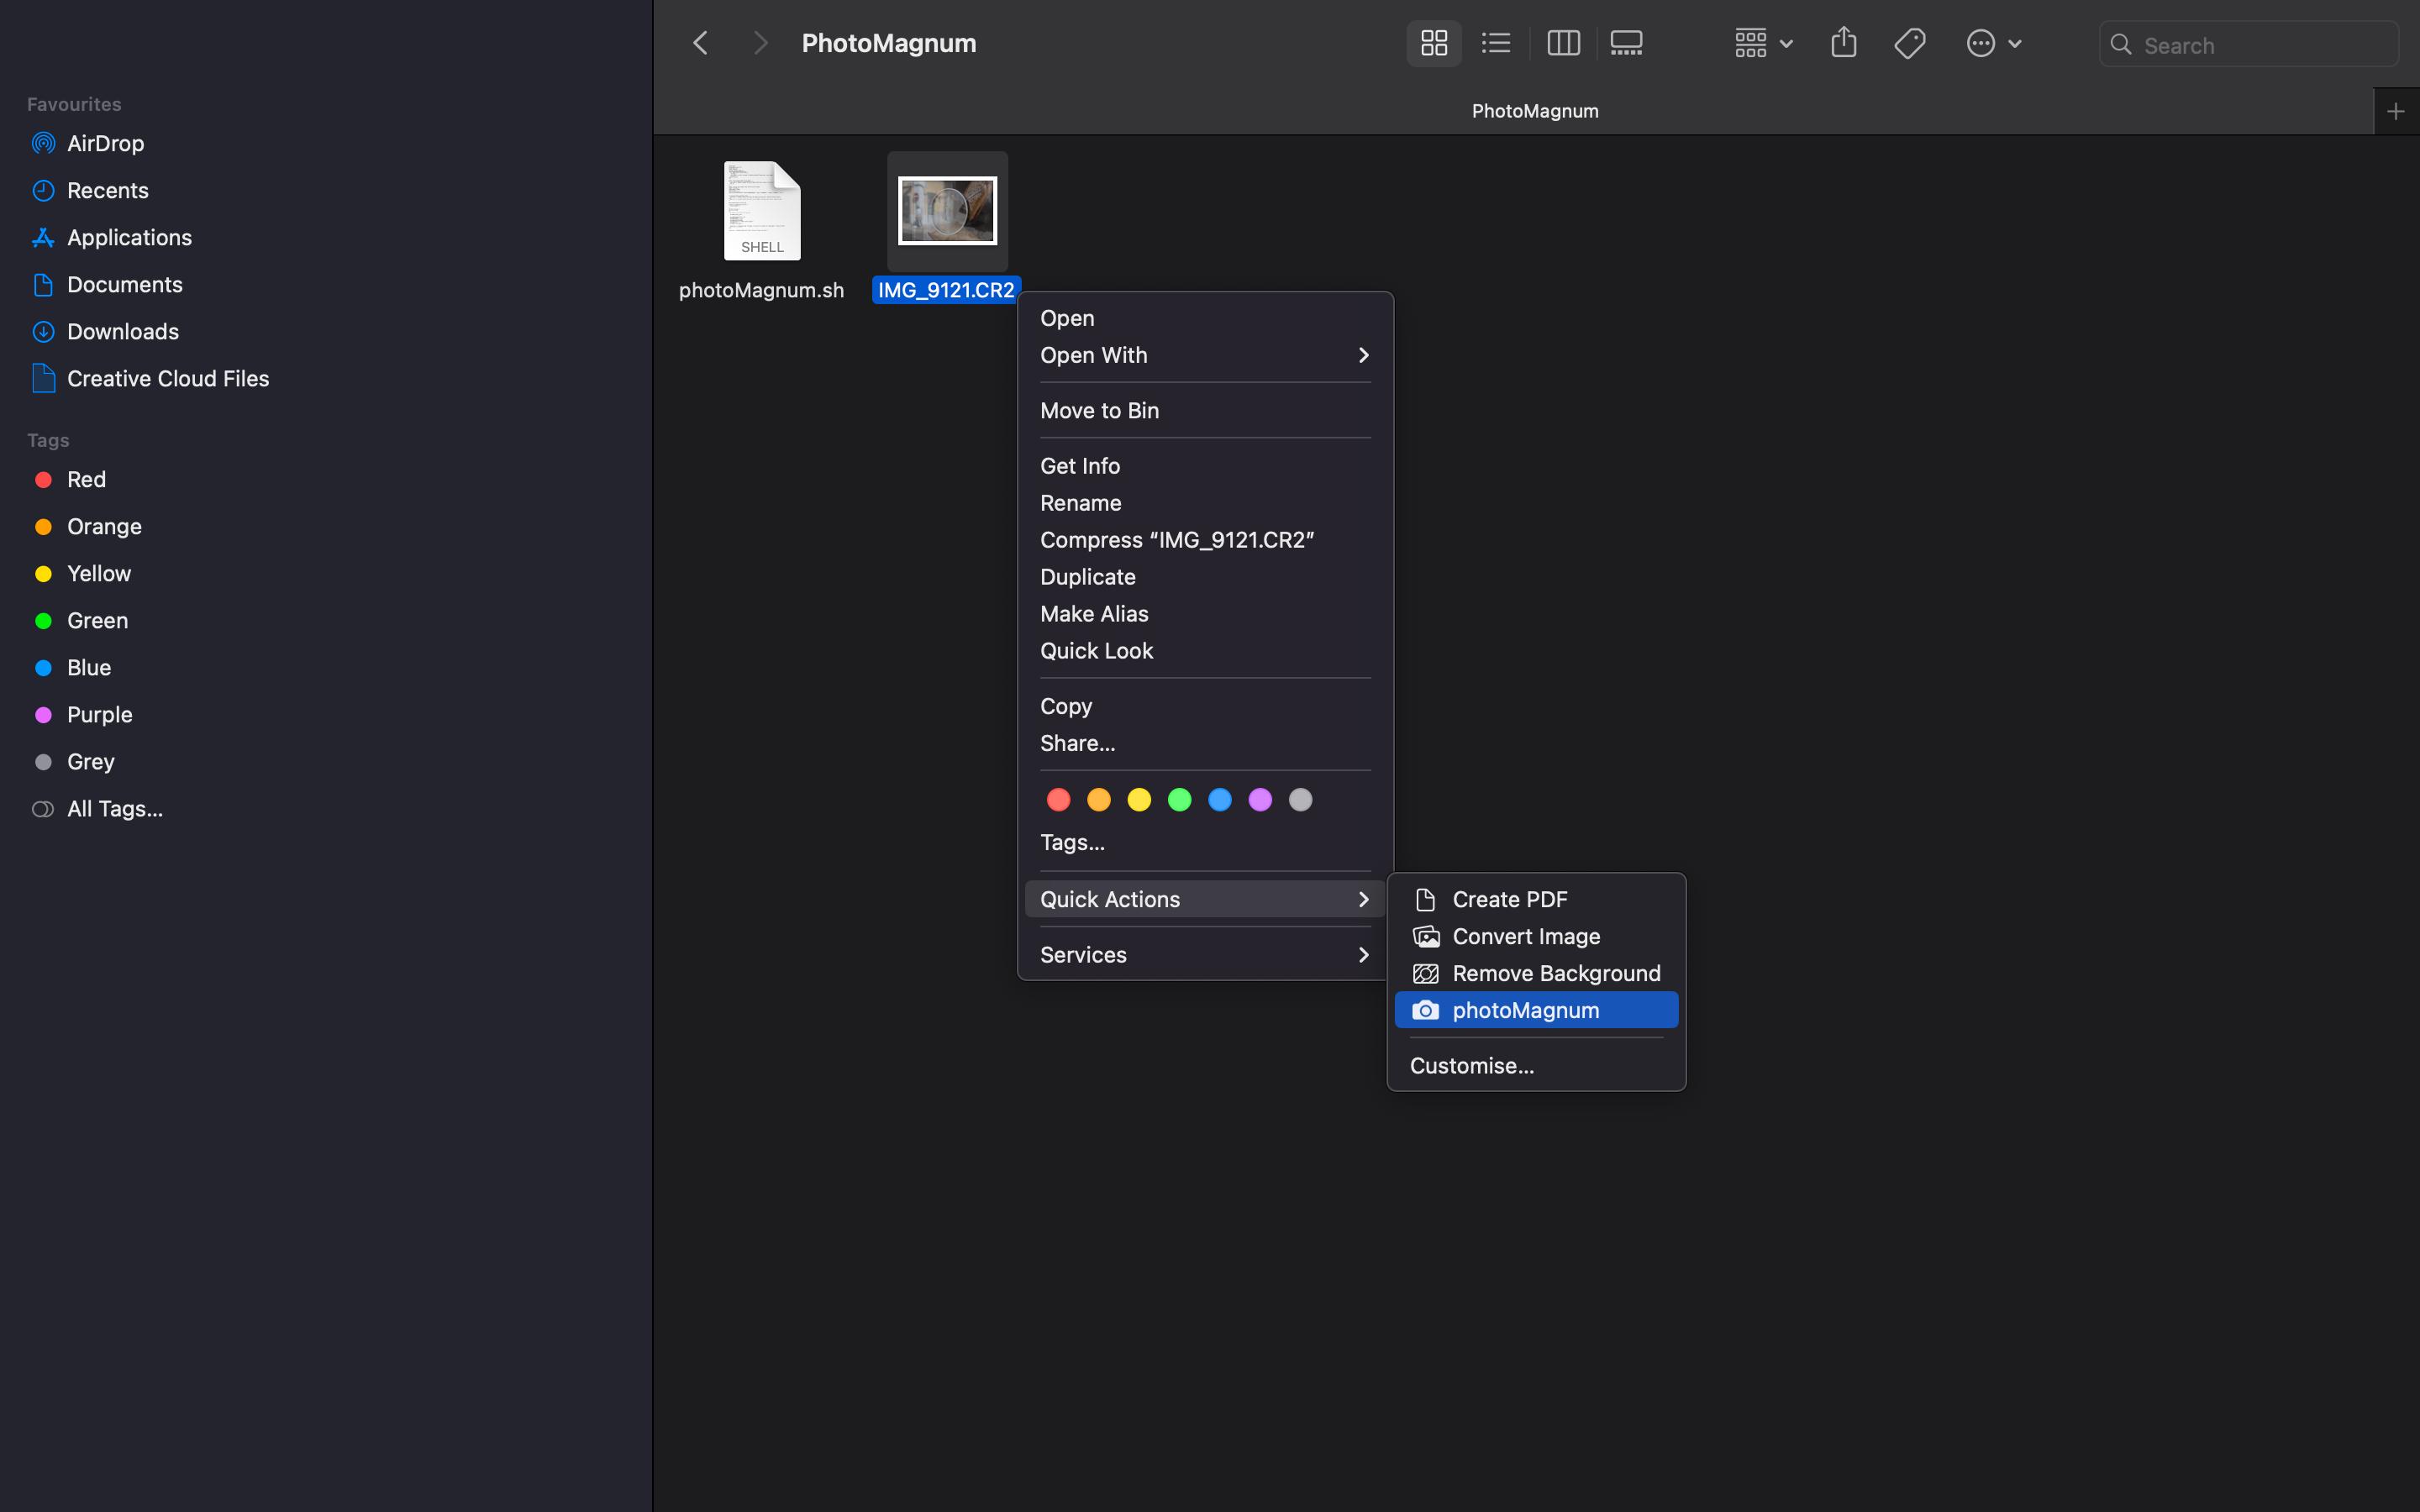 PhotoMagnum
Search
PhotoMagnum
Favourites
AirDrop
Recents
Applications
Documents
Downloads
Creative Cloud Files
Tags
Red
Orange
Yellow
Green
Blue
Purple
Grey
All Tags...
SHELL
photoMagnum.sh
IMG_9121.CR2
Open
Open With
Move to Bin
Get Info
Rename
Compress “IMG_9121.CR2”
Duplicate
Make Alias
Quick Look
Copy
Share...
Tags...
Quick Actions
Services
Create PDF
Convert Image
Remove Background
photoMagnum
Customise...